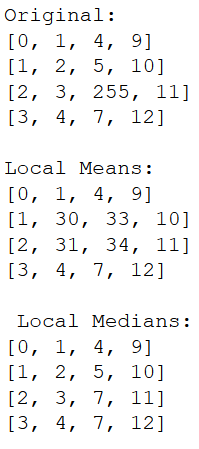 Original:
[0, 1, 4, 9]
[1, 2, 5, 10]
[2, 3, 255, 11]
[3, 4, 7, 12]
Local Means:
[0, 1, 4, 9]
[1, 30, 33, 10]
[2, 31, 34, 11]
[3, 4, 7, 12]
Local Medians:
[0, 1, 4, 9]
[1, 2, 5, 10]
[2, 3, 7, 11]
[3, 4, 7, 12]